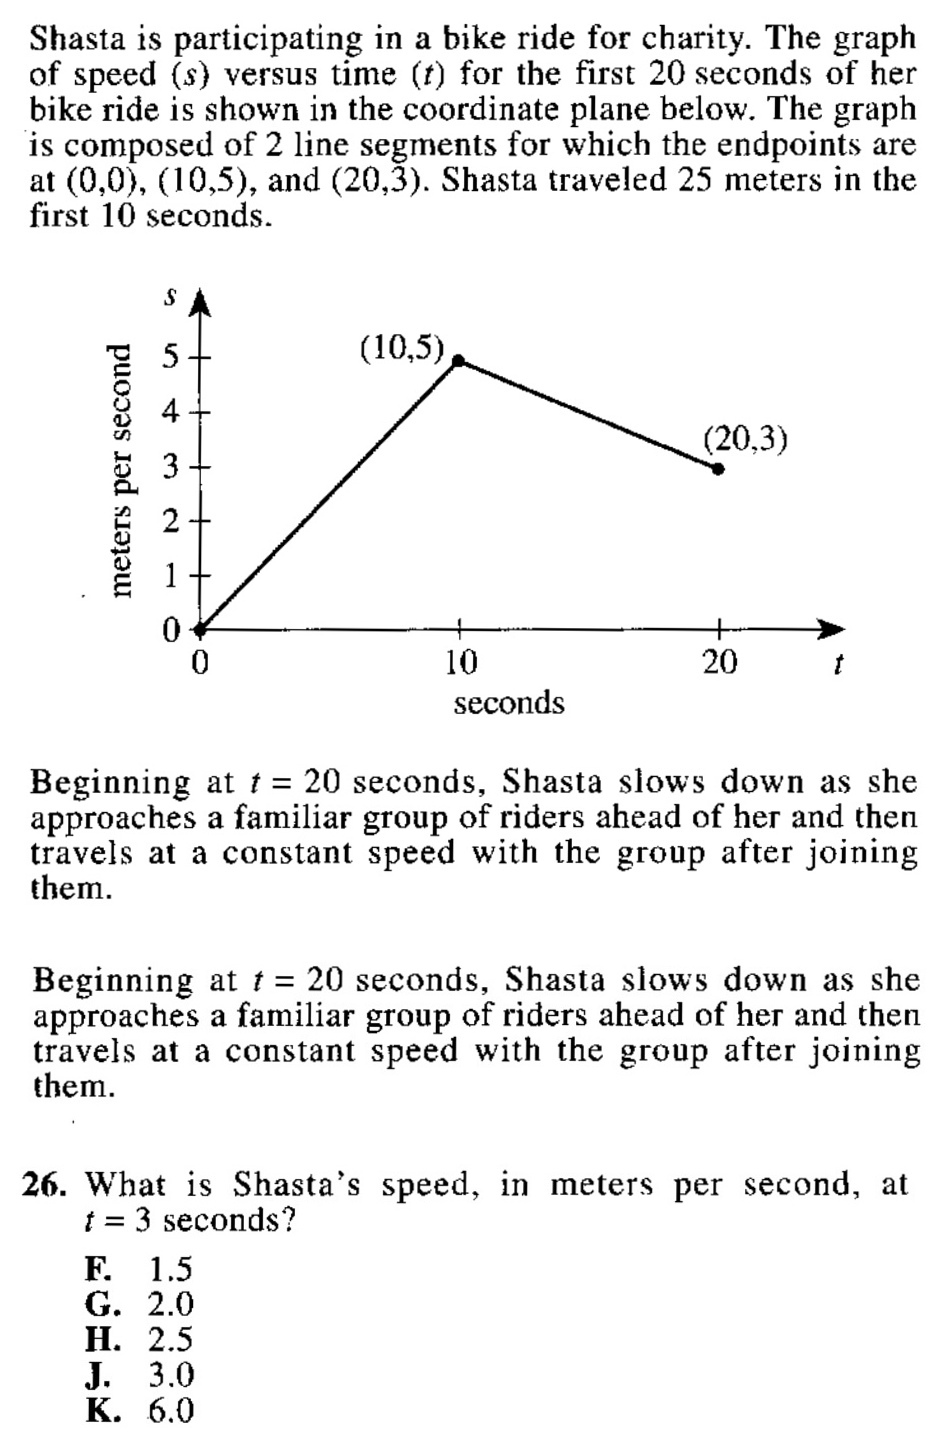 Shasta is participating in a bike ride for charity. The graph
of speed (s) versus time (t) for the first 20 seconds of her
bike ride is shown in the coordinate plane below. The graph
is composed of 2 line segments for which the endpoints are
at (0,0), (10,5), and (20,3). Shasta traveled 25 meters in the
first 10 seconds.
s
meters per second
5
4
3
2
1
0
(10,5)
(20,3)
0
10
20
t
seconds
Beginning at t = 20 seconds, Shasta slows down as she
approaches a familiar group of riders ahead of her and then
travels at a constant speed with the group after joining
them.
Beginning at t = 20 seconds, Shasta slows down as she
approaches a familiar group of riders ahead of her and then
travels at a constant speed with the group after joining
them.
26. What is Shasta's speed, in meters per second, at
t = 3 seconds?
F. 1.5
G. 2.0
H. 2.5
J. 3.0
K. 6.0